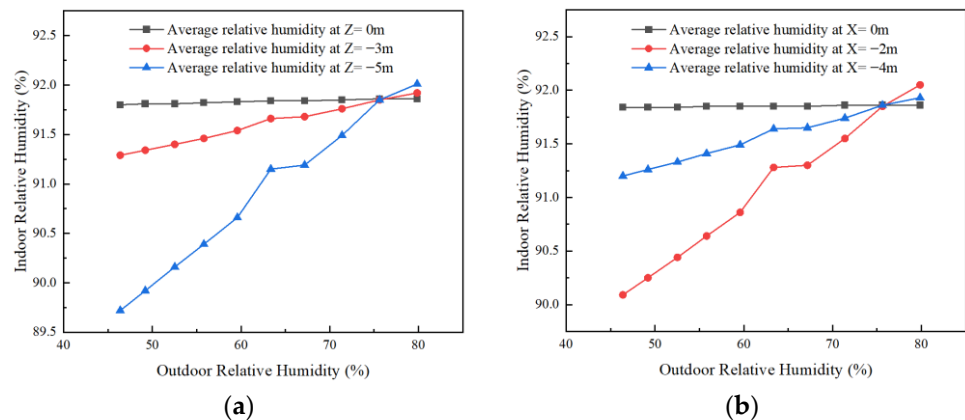 92.5
92.0
91.5
91.0
90.5
90.0
89.5
40
50
60
70
80
Indoor Relative Humidity (%)
Outdoor Relative Humidity (%)
Average relative humidity at Z= 0m
Average relative humidity at Z= −3m
Average relative humidity at Z= −5m
(a)
92.5
92.0
91.5
91.0
90.5
90.0
40
50
60
70
80
Indoor Relative Humidity (%)
Outdoor Relative Humidity (%)
Average relative humidity at X= 0m
Average relative humidity at X= −2m
Average relative humidity at X= −4m
(b)